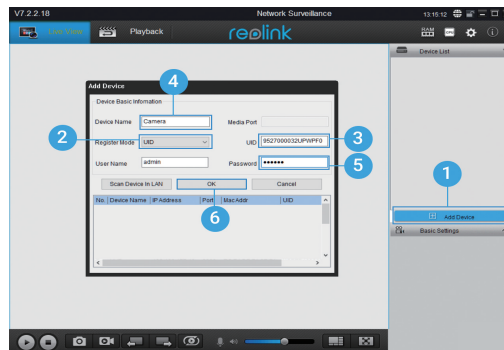 V7.2.2.18 Network Surveillance 13:15:12
Live View Playback reolink
Device List
Add Device
Device Basic Information
4
Device Name Camera Media Port
2 Register Mode UID UID 9527000032UPWPF0 3
User Name admin Password ●●●●●● 5
1
Scan Device In LAN OK Cancel
6
No. Device Name IP Address Port MacAddr UID
Add Device
Basic Settings